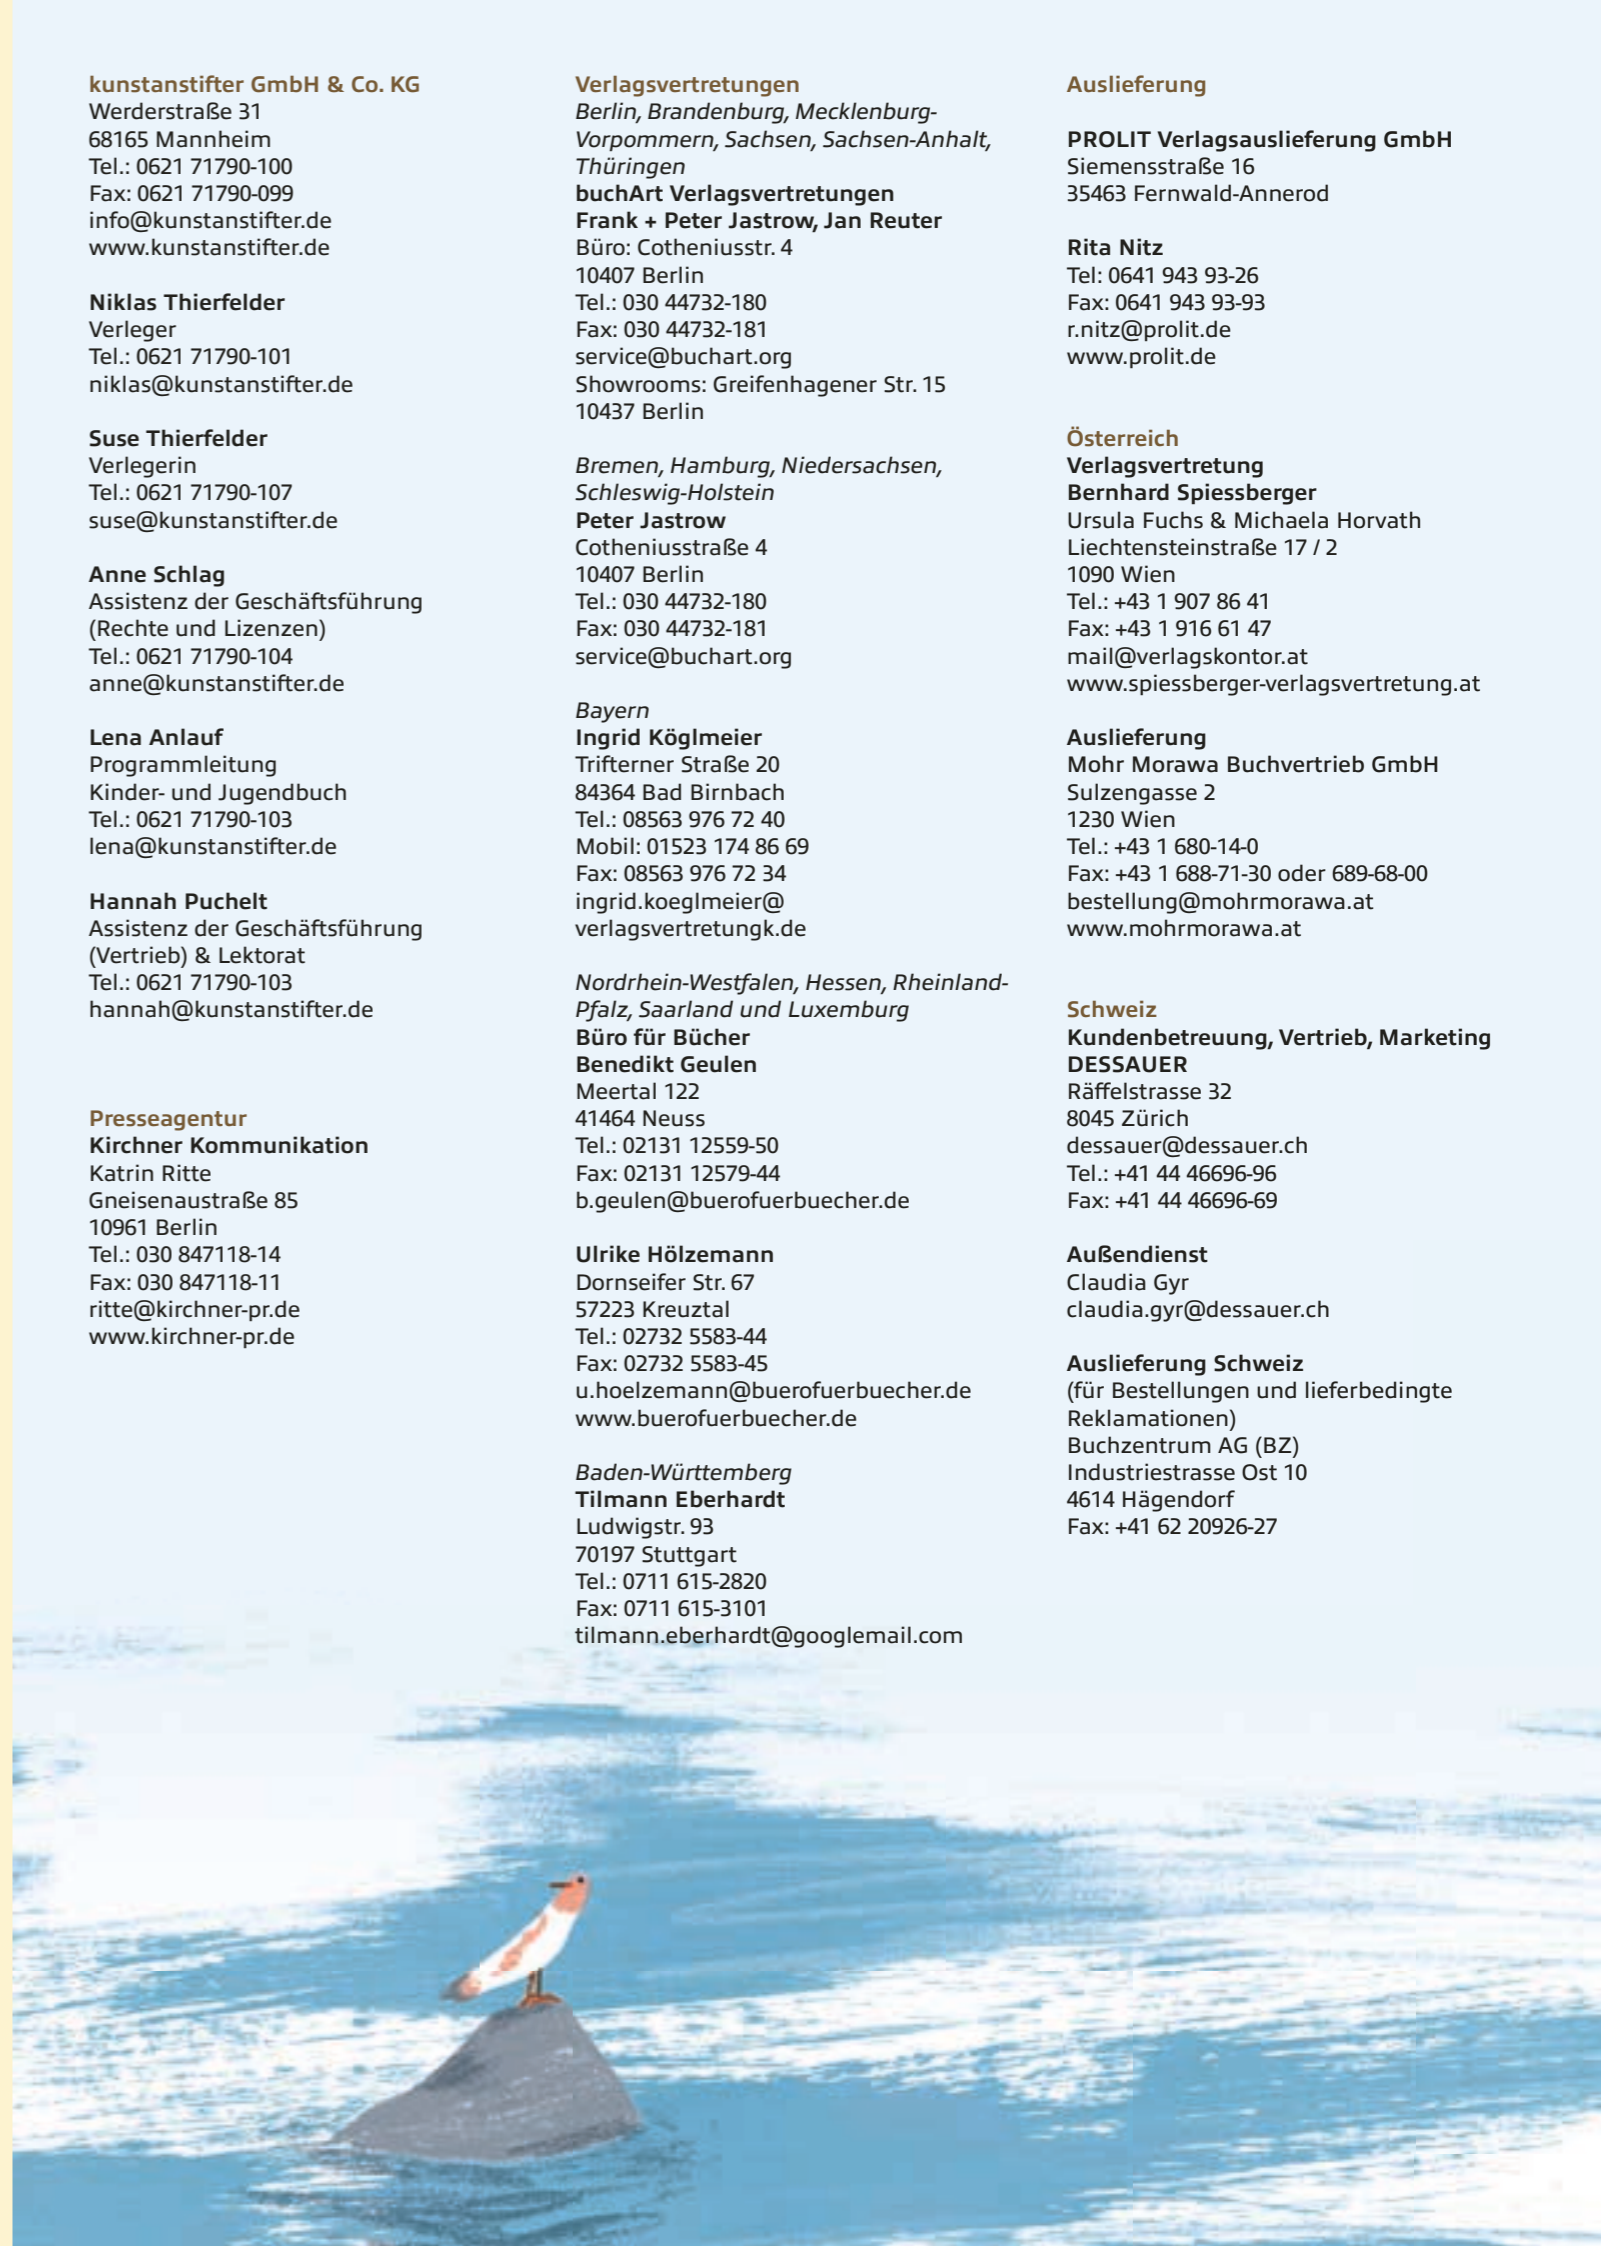 kunstanstifter GmbH & Co. KG
Werderstraße 31
68165 Mannheim
Tel.: 0621 71790-100
Fax: 0621 71790-099
info@kunstanstifter.de
www.kunstanstifter.de
Niklas Thierfelder
Verleger
Tel.: 0621 71790-101
niklas@kunstanstifter.de
Suse Thierfelder
Verlegerin
Tel.: 0621 71790-107
suse@kunstanstifter.de
Anne Schlag
Assistenz der Geschäftsführung
(Rechte und Lizenzen)
Tel.: 0621 71790-104
anne@kunstanstifter.de
Lena Anlauf
Programmleitung
Kinder- und Jugendbuch
Tel.: 0621 71790-103
lena@kunstanstifter.de
Hannah Puchelt
Assistenz der Geschäftsführung
(Vertrieb) & Lektorat
Tel.: 0621 71790-103
hannah@kunstanstifter.de
Presseagentur
Kirchner Kommunikation
Katrin Ritte
Gneisenaustraße 85
10961 Berlin
Tel.: 030 847118-14
Fax: 030 847118-11
ritte@kirchner-pr.de
www.kirchner-pr.de
Verlagsvertretungen
Berlin, Brandenburg, Mecklenburg-
Vorpommern, Sachsen, Sachsen-Anhalt,
Thüringen
buchArt Verlagsvertretungen
Frank + Peter Jastrow, Jan Reuter
Büro: Cotheniusstr. 4
10407 Berlin
Tel.: 030 44732-180
Fax: 030 44732-181
service@buchart.org
Showrooms: Greifenhagener Str. 15
10437 Berlin
Bremen, Hamburg, Niedersachsen,
Schleswig-Holstein
Peter Jastrow
Cotheniusstraße 4
10407 Berlin
Tel.: 030 44732-180
Fax: 030 44732-181
service@buchart.org
Bayern
Ingrid Köglmeier
Trifterner Straße 20
84364 Bad Birnbach
Tel.: 08563 976 72 40
Mobil: 01523 174 86 69
Fax: 08563 976 72 34
ingrid.koeglmeier@
verlagsvertretungk.de
Nordrhein-Westfalen, Hessen, Rheinland-
Pfalz, Saarland und Luxemburg
Büro für Bücher
Benedikt Geulen
Meertal 122
41464 Neuss
Tel.: 02131 12559-50
Fax: 02131 12579-44
b.geulen@buerofuerbuecher.de
Ulrike Hölzemann
Dornseifer Str. 67
57223 Kreuztal
Tel.: 02732 5583-44
Fax: 02732 5583-45
u.hoelzemann@buerofuerbuecher.de
www.buerofuerbuecher.de
Baden-Württemberg
Tilmann Eberhardt
Ludwigstr. 93
70197 Stuttgart
Tel.: 0711 615-2820
Fax: 0711 615-3101
tilmann.eberhardt@googlemail.com
Auslieferung
PROLIT Verlagsauslieferung GmbH
Siemensstraße 16
35463 Fernwald-Annerod
Rita Nitz
Tel: 0641 943 93-26
Fax: 0641 943 93-93
r.nitz@prolit.de
www.prolit.de
Österreich
Verlagsvertretung
Bernhard Spiessberger
Ursula Fuchs & Michaela Horvath
Liechtensteinstraße 17 / 2
1090 Wien
Tel.: +43 1 907 86 41
Fax: +43 1 916 61 47
mail@verlagskontor.at
www.spiessberger-verlagsvertretung.at
Auslieferung
Mohr Morawa Buchvertrieb GmbH
Sulzengasse 2
1230 Wien
Tel.: +43 1 680-14-0
Fax: +43 1 688-71-30 oder 689-68-00
bestellung@mohrmorawa.at
www.mohrmorawa.at
Schweiz
Kundenbetreuung, Vertrieb, Marketing
DESSAUER
Räffelstrasse 32
8045 Zürich
dessauer@dessauer.ch
Tel.: +41 44 46696-96
Fax: +41 44 46696-69
Außendienst
Claudia Gyr
claudia.gyr@dessauer.ch
Auslieferung Schweiz
(für Bestellungen und lieferbedingte
Reklamationen)
Buchzentrum AG (BZ)
Industriestrasse Ost 10
4614 Hägendorf
Fax: +41 62 20926-27